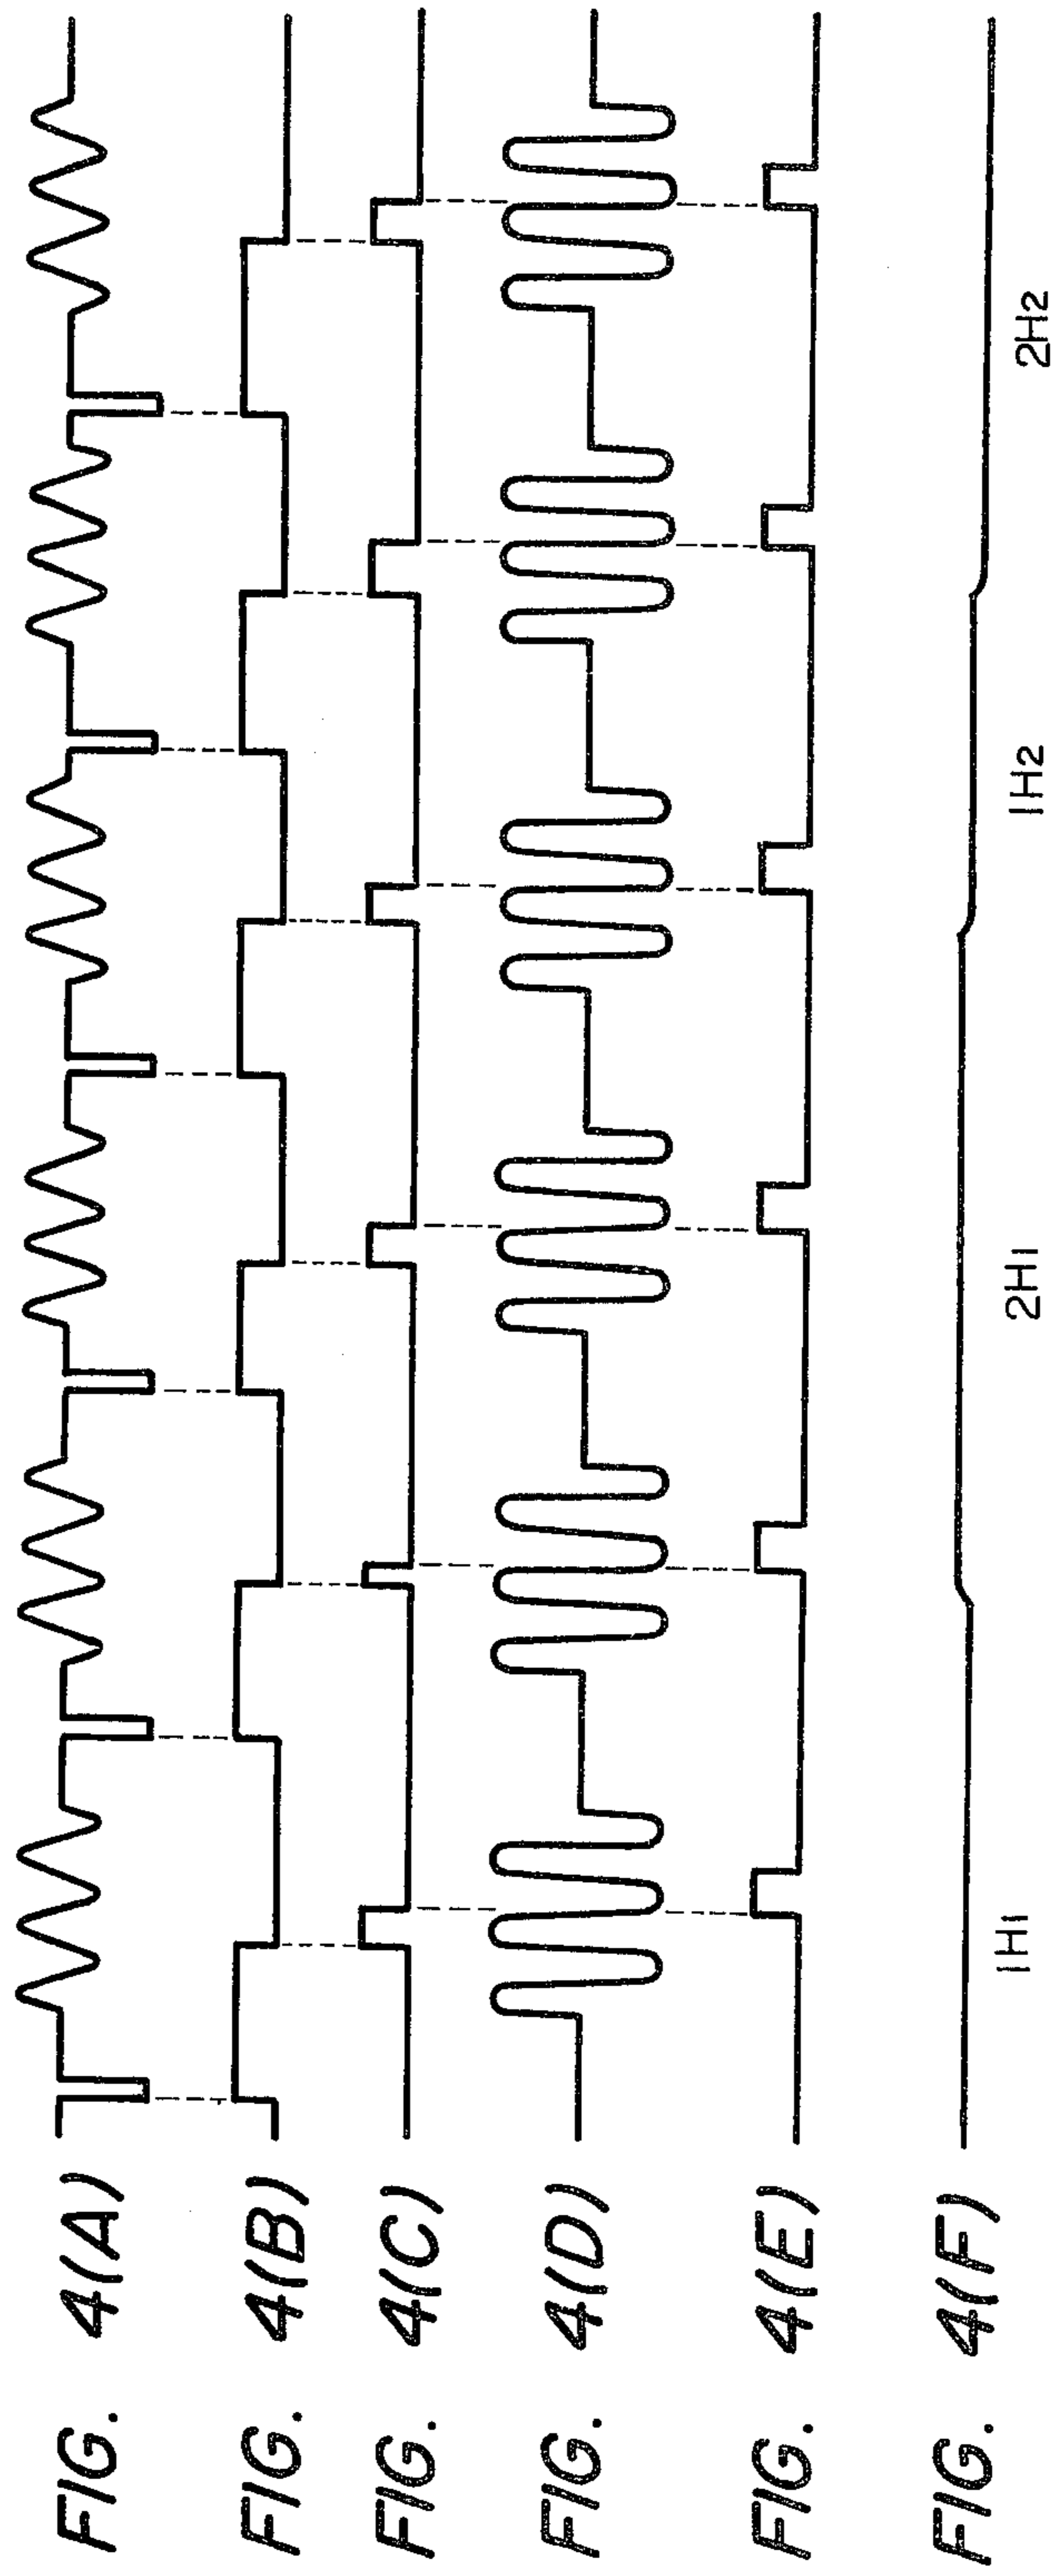 FIG. 4(A)
FIG. 4(B)
FIG. 4(C)
FIG. 4(D)
FIG. 4(E)
FIG. 4(F)
1H1 2H1 1H2 2H2